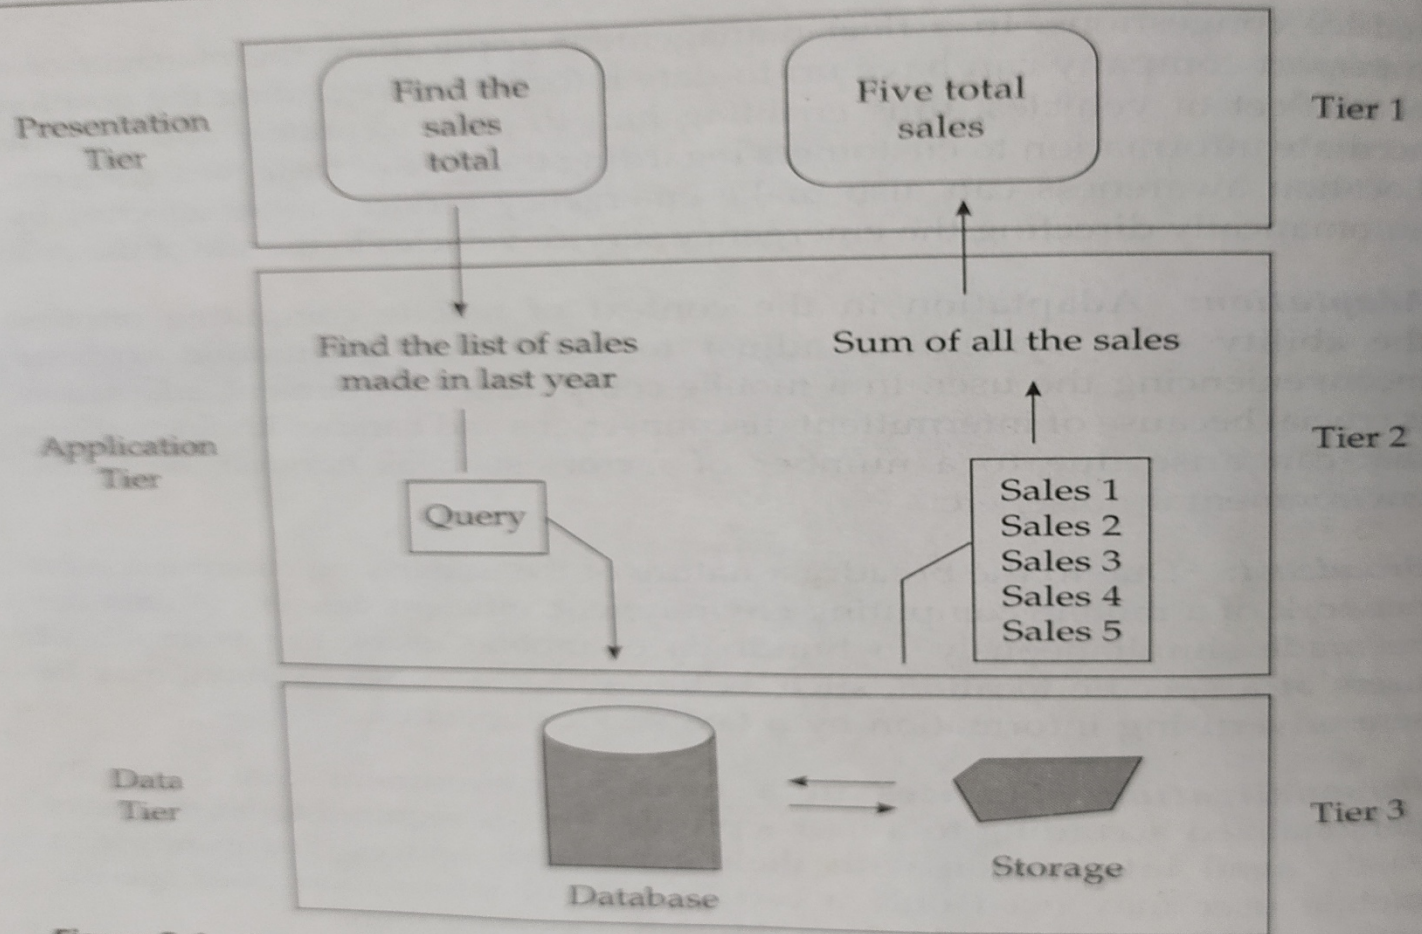 Presentation
Tier
Find the
sales
total
Five total
sales
Tier 1
Application
Tier
Find the list of sales
made in last year
Query
Sum of all the sales
Sales 1
Sales 2
Sales 3
Sales 4
Sales 5
Tier 2
Data
Tier
Database
Storage
Tier 3